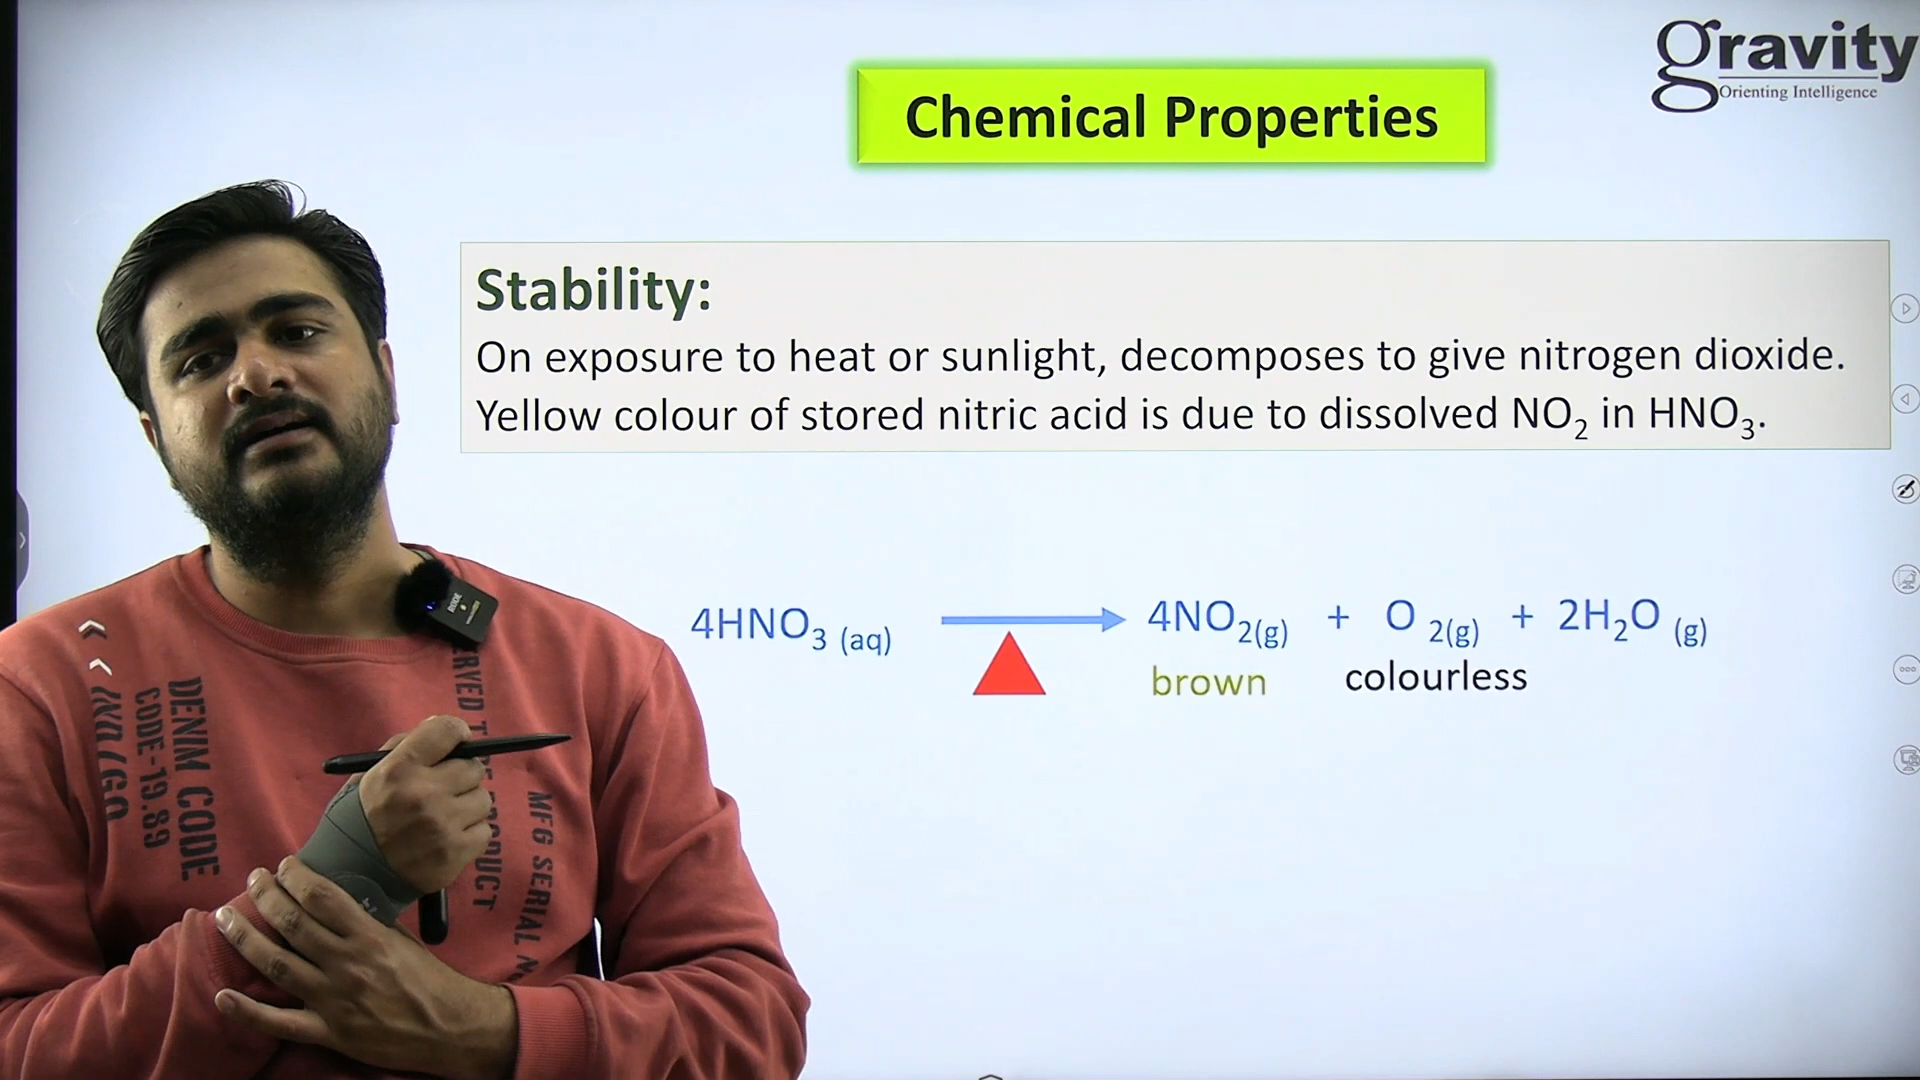 gravity
Orienting Intelligence
Chemical Properties
Stability:
On exposure to heat or sunlight, decomposes to give nitrogen dioxide.
Yellow colour of stored nitric acid is due to dissolved NO₂ in HNO₃.
4HNO₃ (aq) → 4NO₂(g) + O ₂(g) + 2H₂O (g)
brown colourless
DENIM CODE
CODE-19.89
MFG SERIAL